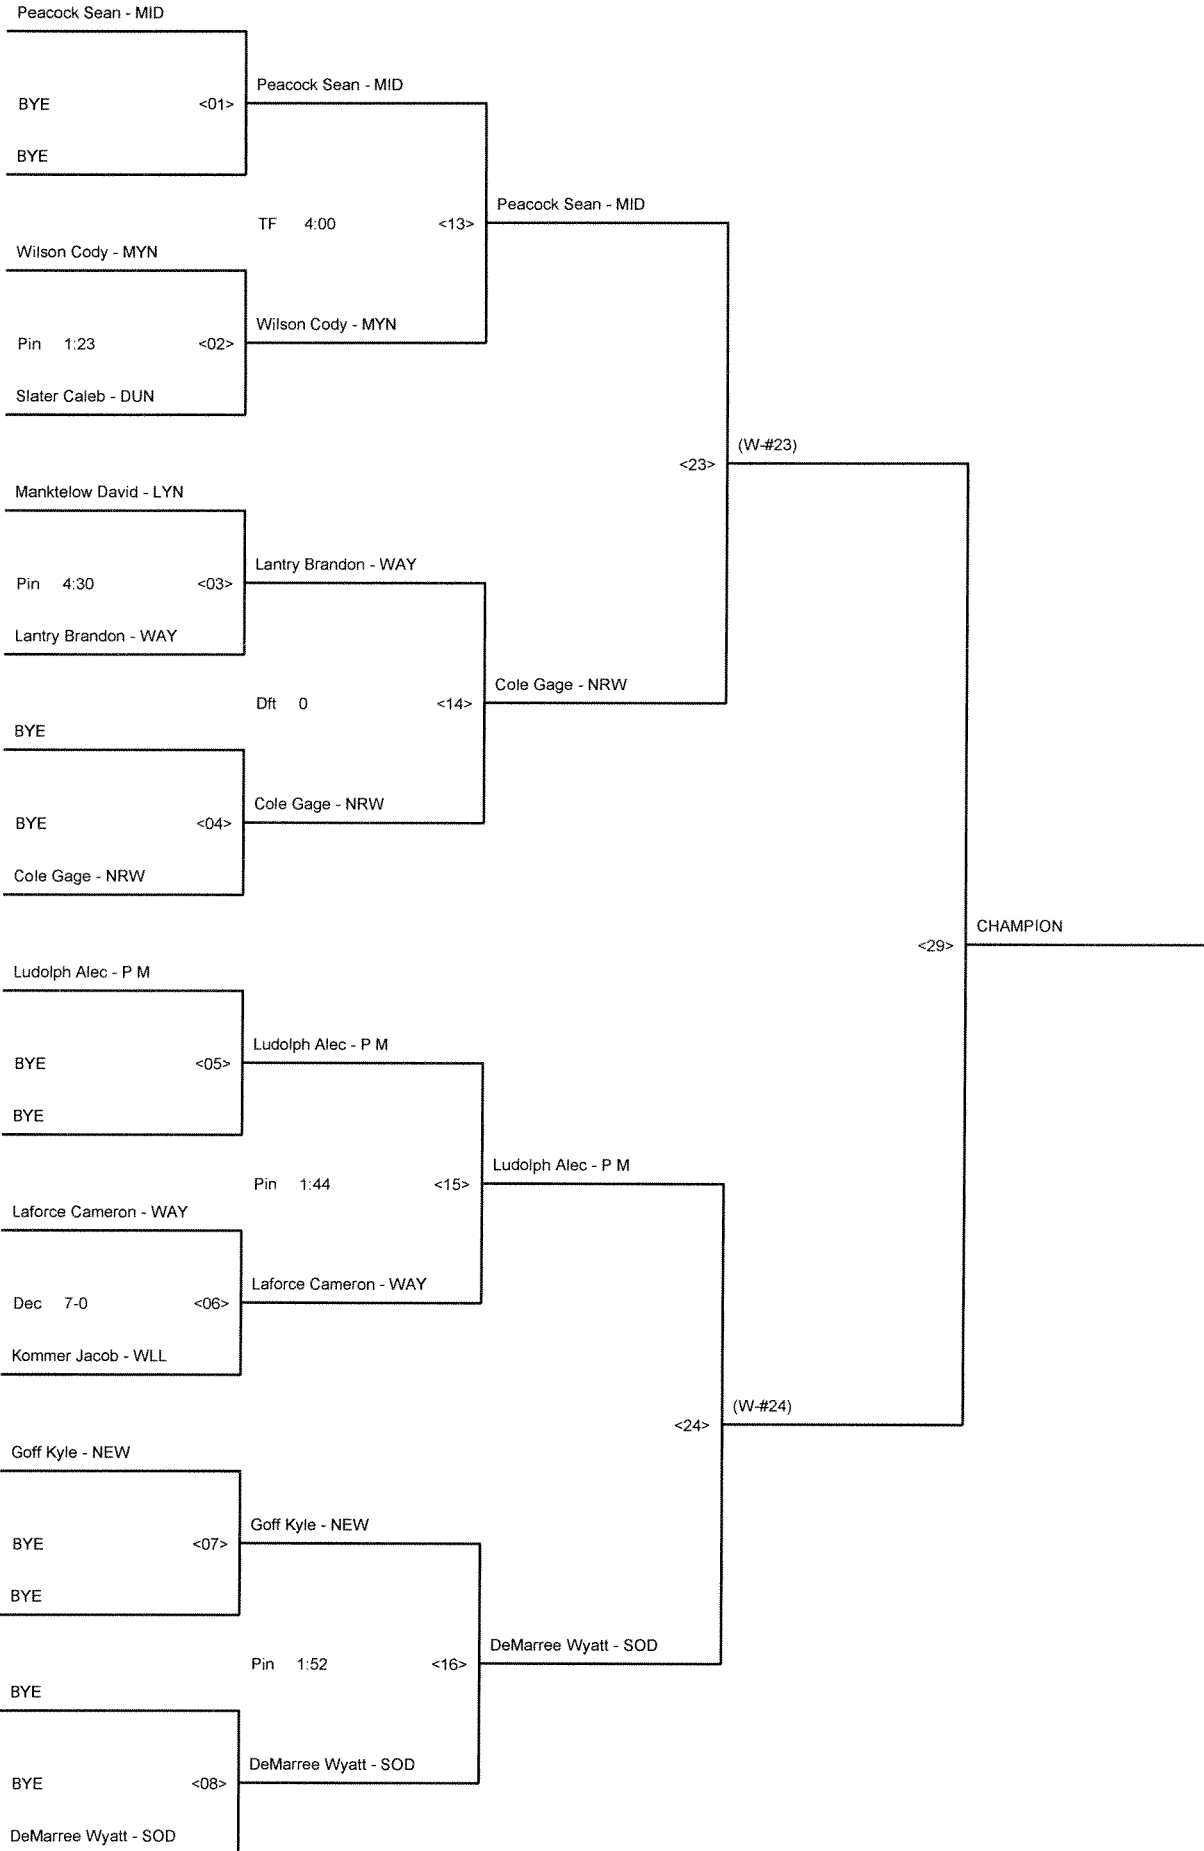 Peacock Sean - MID
Peacock Sean - MID
BYE <01>
BYE
Peacock Sean - MID
TF 4:00 <13>
Wilson Cody - MYN
Wilson Cody - MYN
Pin 1:23 <02>
Slater Caleb - DUN
(W-#23)
<23>
Manktelow David - LYN
Lantry Brandon - WAY
Pin 4:30 <03>
Lantry Brandon - WAY
Cole Gage - NRW
Dft 0 <14>
BYE
Cole Gage - NRW
BYE <04>
Cole Gage - NRW
CHAMPION
<29>
Ludolph Alec - P M
Ludolph Alec - P M
BYE <05>
BYE
Ludolph Alec - P M
Pin 1:44 <15>
Laforce Cameron - WAY
Laforce Cameron - WAY
Dec 7-0 <06>
Kommer Jacob - WLL
(W-#24)
<24>
Goff Kyle - NEW
Goff Kyle - NEW
BYE <07>
BYE
DeMarree Wyatt - SOD
Pin 1:52 <16>
BYE
DeMarree Wyatt - SOD
BYE <08>
DeMarree Wyatt - SOD